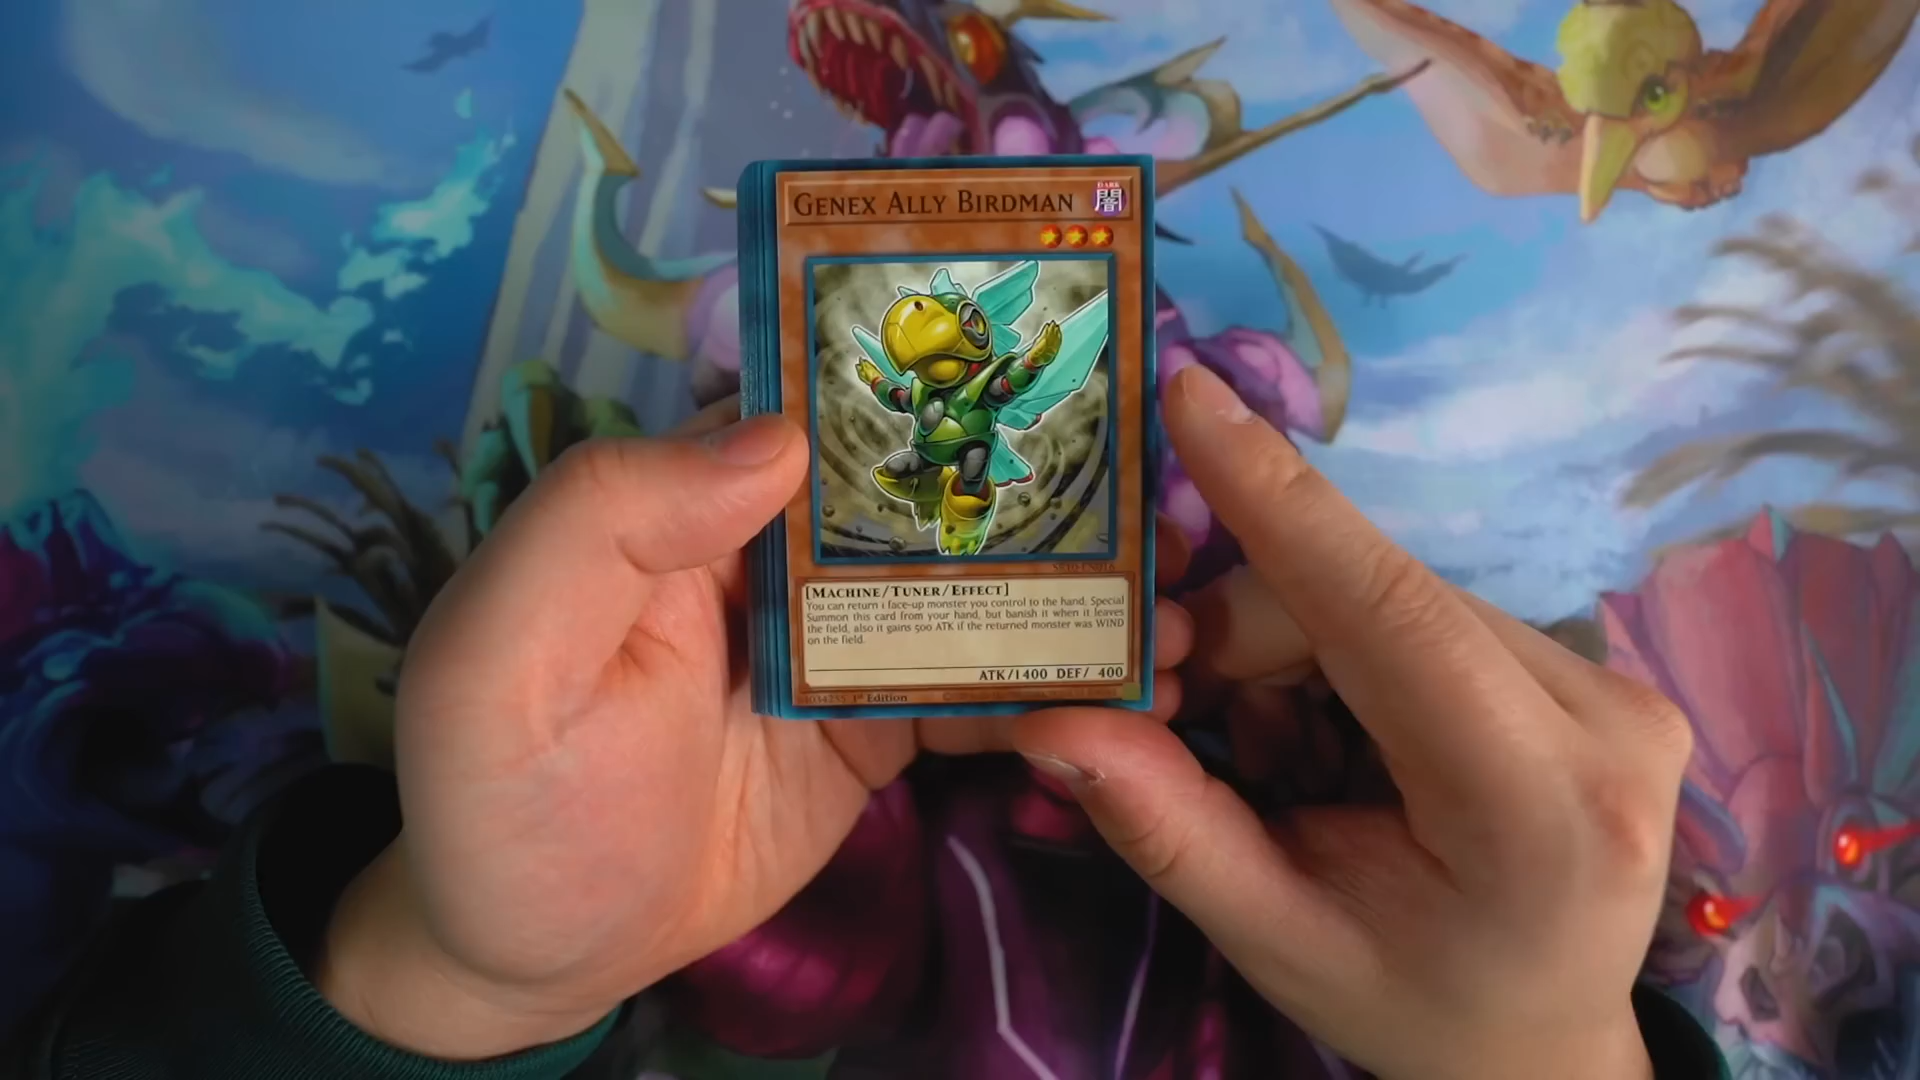 GENEX ALLY BIRDMAN
DARK
闇
SR10-EN016
[MACHINE/TUNER/EFFECT]
You can return 1 face-up monster you control to the hand; Special
Summon this card from your hand, but banish it when it leaves
the field, also it gains 500 ATK if the returned monster was WIND
on the field.
ATK/1400 DEF/ 400
1st Edition